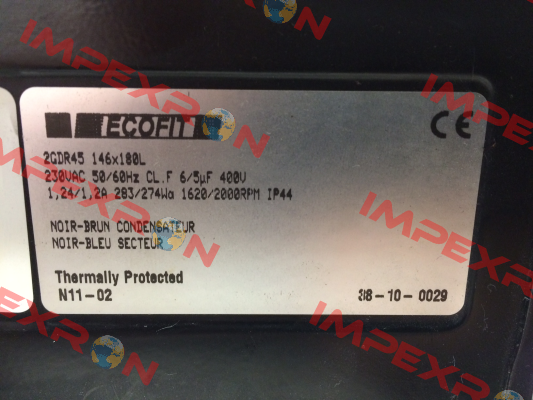 ECOFIT
CE
2GDR45 146x180L
230VAC 50/60Hz CL.F 6/5µF 400V
1,24/1,2A 283/274Wa 1620/2000RPM IP44
NOIR-BRUN CONDENSATEUR
NOIR-BLEU SECTEUR
Thermally Protected
N11-02
38-10-0029
IMPEXRON
IMPEXRON
IMPEXRON
IMPEXRON